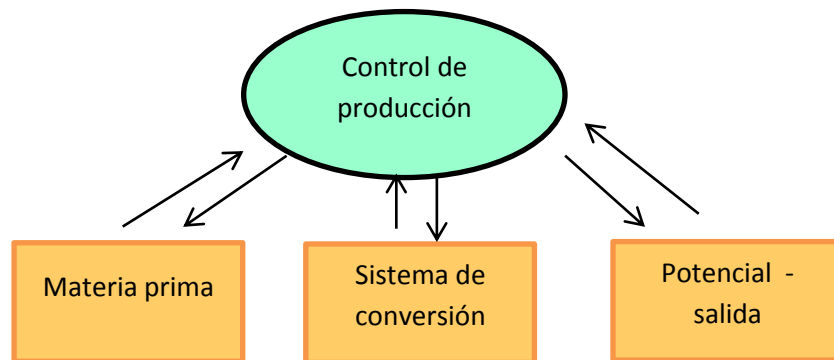 Control de
producción
Materia prima
Sistema de
conversión
Potencial -
salida